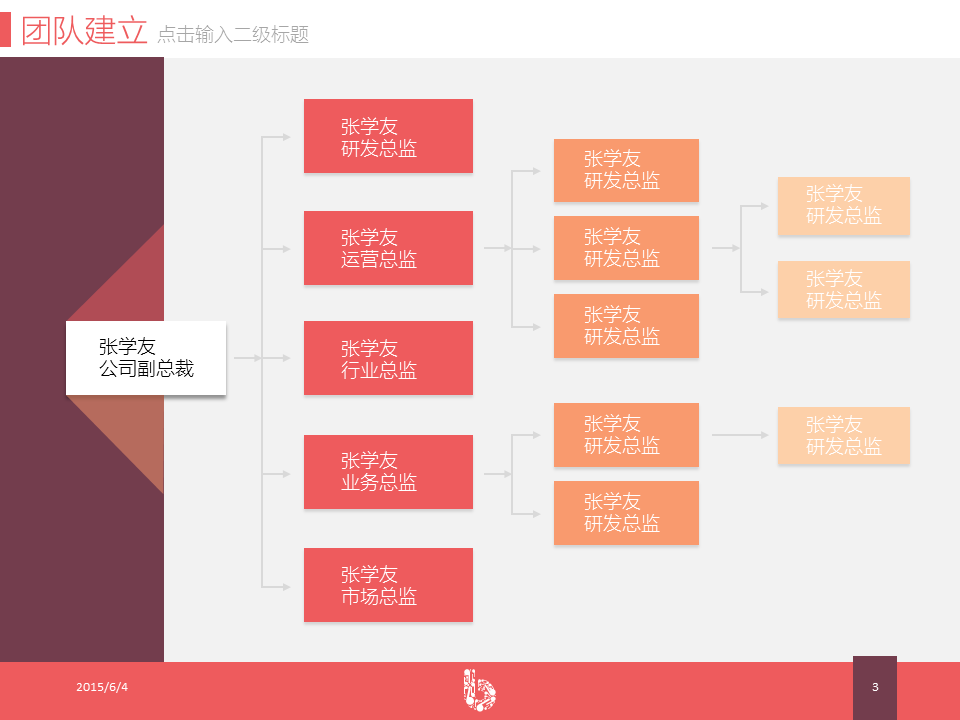 团队建立 点击输入二级标题
张学友
公司副总裁
张学友
研发总监
张学友
运营总监
张学友
行业总监
张学友
业务总监
张学友
市场总监
张学友
研发总监
张学友
研发总监
张学友
研发总监
张学友
研发总监
张学友
研发总监
张学友
研发总监
张学友
研发总监
张学友
研发总监
2015/6/4
3